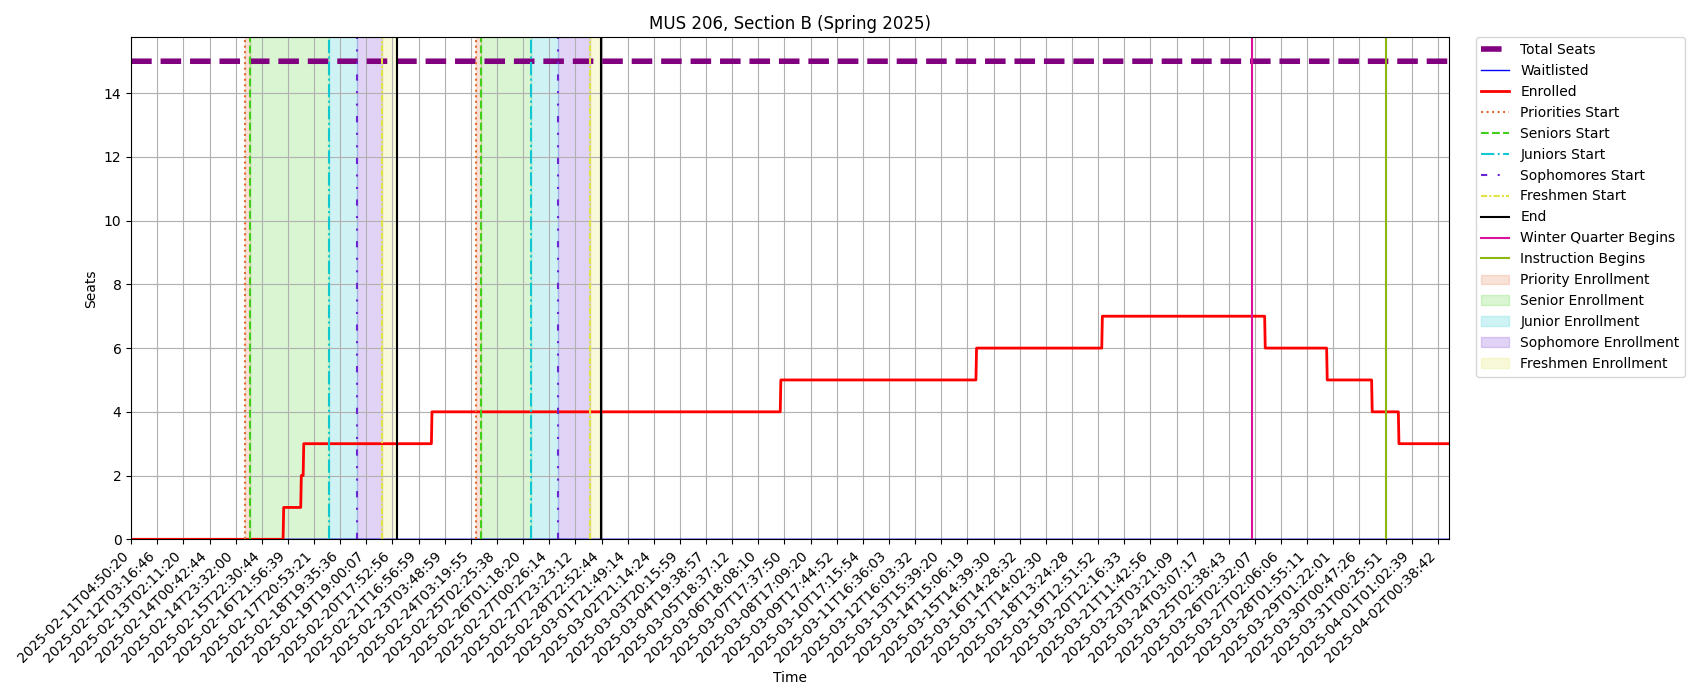 MUS 206, Section B (Spring 2025)
Seats
14
12
10
8
6
4
2
0
2025-02-11T04:50:20
2025-02-12T03:16:46
2025-02-13T02:11:20
2025-02-14T00:42:44
2025-02-14T23:32:00
2025-02-15T22:30:44
2025-02-16T21:56:39
2025-02-17T20:53:21
2025-02-18T19:35:36
2025-02-19T19:00:07
2025-02-20T17:52:56
2025-02-21T16:56:59
2025-02-23T03:48:59
2025-02-24T03:19:55
2025-02-25T02:25:38
2025-02-26T01:18:20
2025-02-27T00:26:14
2025-02-27T23:23:12
2025-02-28T22:52:44
2025-03-01T21:49:14
2025-03-02T21:14:24
2025-03-03T20:15:59
2025-03-04T19:38:57
2025-03-05T18:37:12
2025-03-06T18:08:10
2025-03-07T17:37:50
2025-03-08T17:09:20
2025-03-09T17:44:52
2025-03-10T17:15:54
2025-03-11T16:36:03
2025-03-12T16:03:32
2025-03-13T15:39:20
2025-03-14T15:06:19
2025-03-15T14:39:30
2025-03-16T14:28:32
2025-03-17T14:02:30
2025-03-18T13:24:28
2025-03-19T12:51:52
2025-03-20T12:16:33
2025-03-21T11:42:56
2025-03-23T03:21:09
2025-03-24T03:07:17
2025-03-25T02:38:43
2025-03-26T02:32:07
2025-03-27T02:06:06
2025-03-28T01:55:11
2025-03-29T01:22:01
2025-03-30T00:47:26
2025-03-31T00:25:51
2025-04-01T01:02:39
2025-04-02T00:38:42
Time
Total Seats
Waitlisted
Enrolled
Priorities Start
Seniors Start
Juniors Start
Sophomores Start
Freshmen Start
End
Winter Quarter Begins
Instruction Begins
Priority Enrollment
Senior Enrollment
Junior Enrollment
Sophomore Enrollment
Freshmen Enrollment